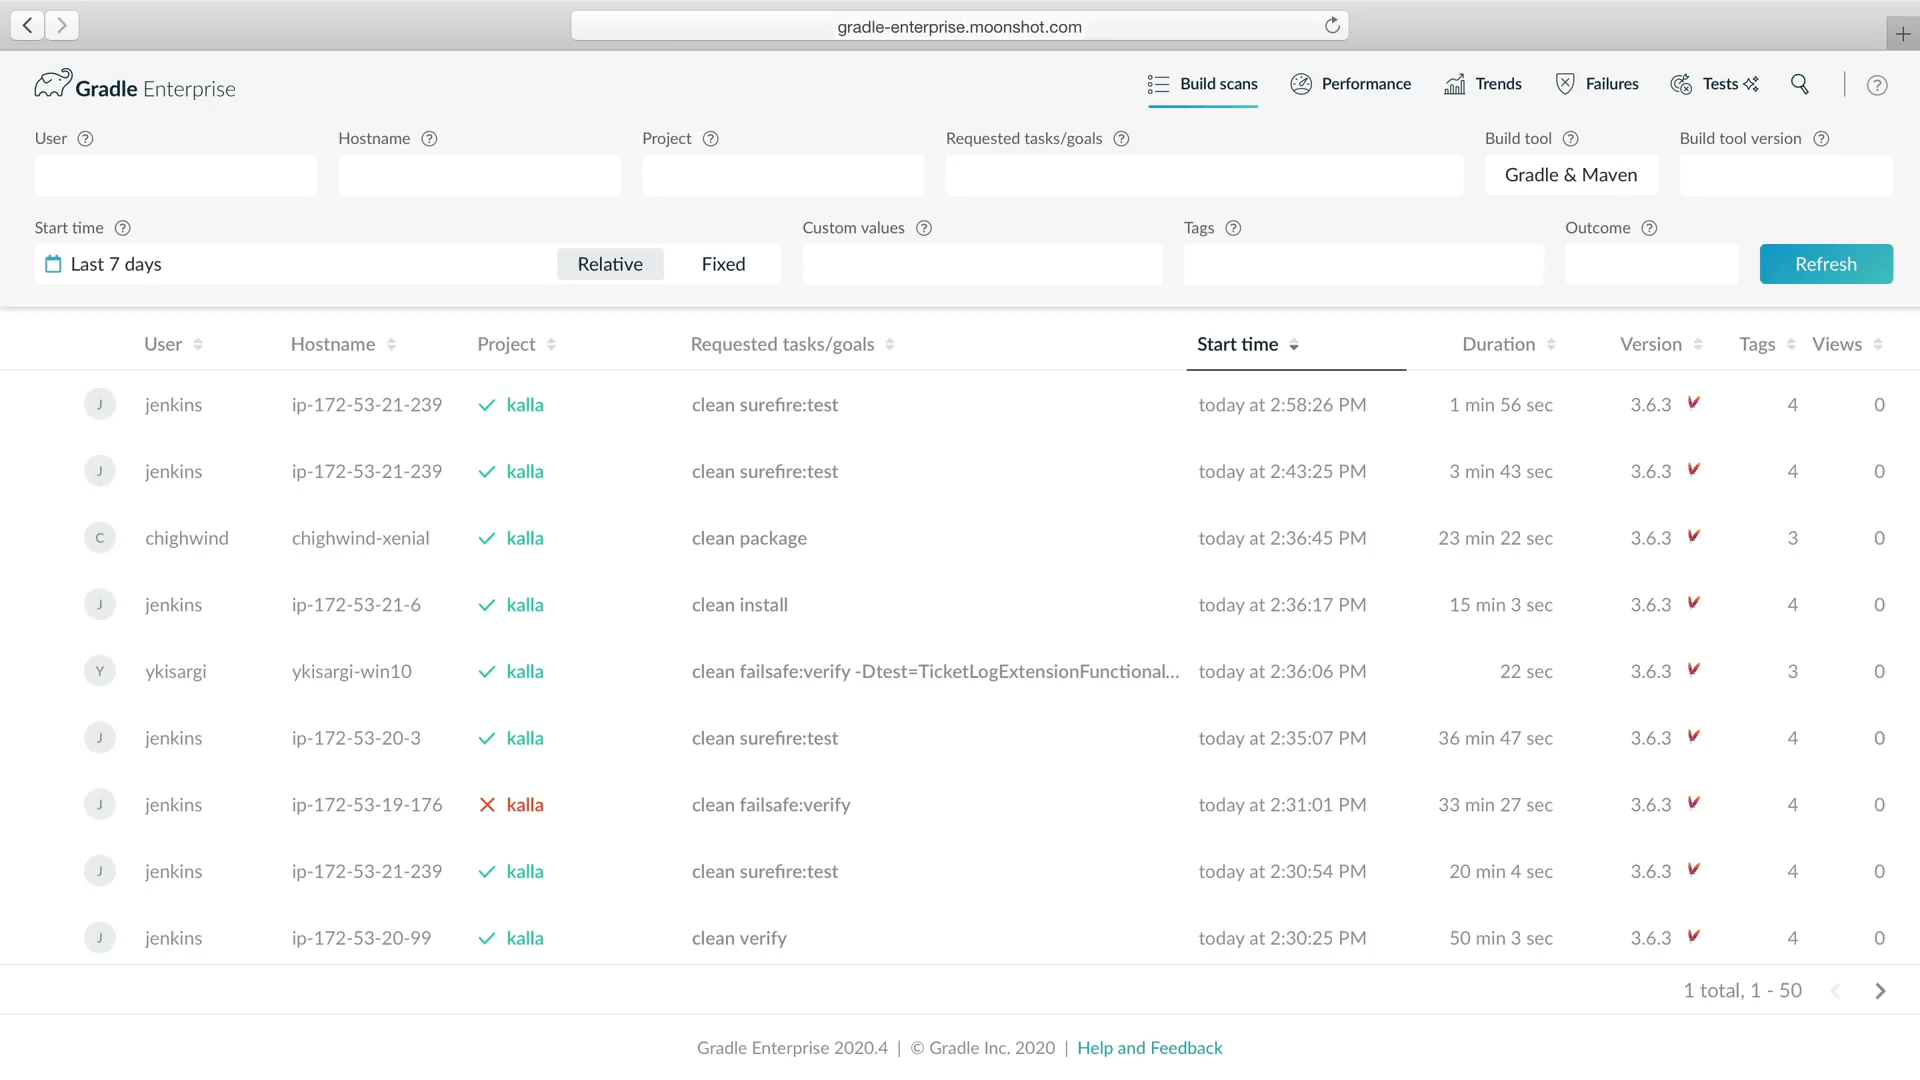 gradle-enterprise.moonshot.com
Gradle Enterprise
Build scans Performance Trends Failures Tests
User Hostname Project Requested tasks/goals Build tool Build tool version
Gradle & Maven
Start time Custom values Tags Outcome
Last 7 days Relative Fixed Refresh
User Hostname Project Requested tasks/goals Start time Duration Version Tags Views
J jenkins ip-172-53-21-239 kalla clean surefire:test today at 2:58:26 PM 1 min 56 sec 3.6.3 4 0
J jenkins ip-172-53-21-239 kalla clean surefire:test today at 2:43:25 PM 3 min 43 sec 3.6.3 4 0
C chighwind chighwind-xenial kalla clean package today at 2:36:45 PM 23 min 22 sec 3.6.3 3 0
J jenkins ip-172-53-21-6 kalla clean install today at 2:36:17 PM 15 min 3 sec 3.6.3 4 0
Y ykisargi ykisargi-win10 kalla clean failsafe:verify -Dtest=TicketLogExtensionFunctional... today at 2:36:06 PM 22 sec 3.6.3 3 0
J jenkins ip-172-53-20-3 kalla clean surefire:test today at 2:35:07 PM 36 min 47 sec 3.6.3 4 0
J jenkins ip-172-53-19-176 kalla clean failsafe:verify today at 2:31:01 PM 33 min 27 sec 3.6.3 4 0
J jenkins ip-172-53-21-239 kalla clean surefire:test today at 2:30:54 PM 20 min 4 sec 3.6.3 4 0
J jenkins ip-172-53-20-99 kalla clean verify today at 2:30:25 PM 50 min 3 sec 3.6.3 4 0
1 total, 1 - 50
Gradle Enterprise 2020.4 | © Gradle Inc. 2020 | Help and Feedback